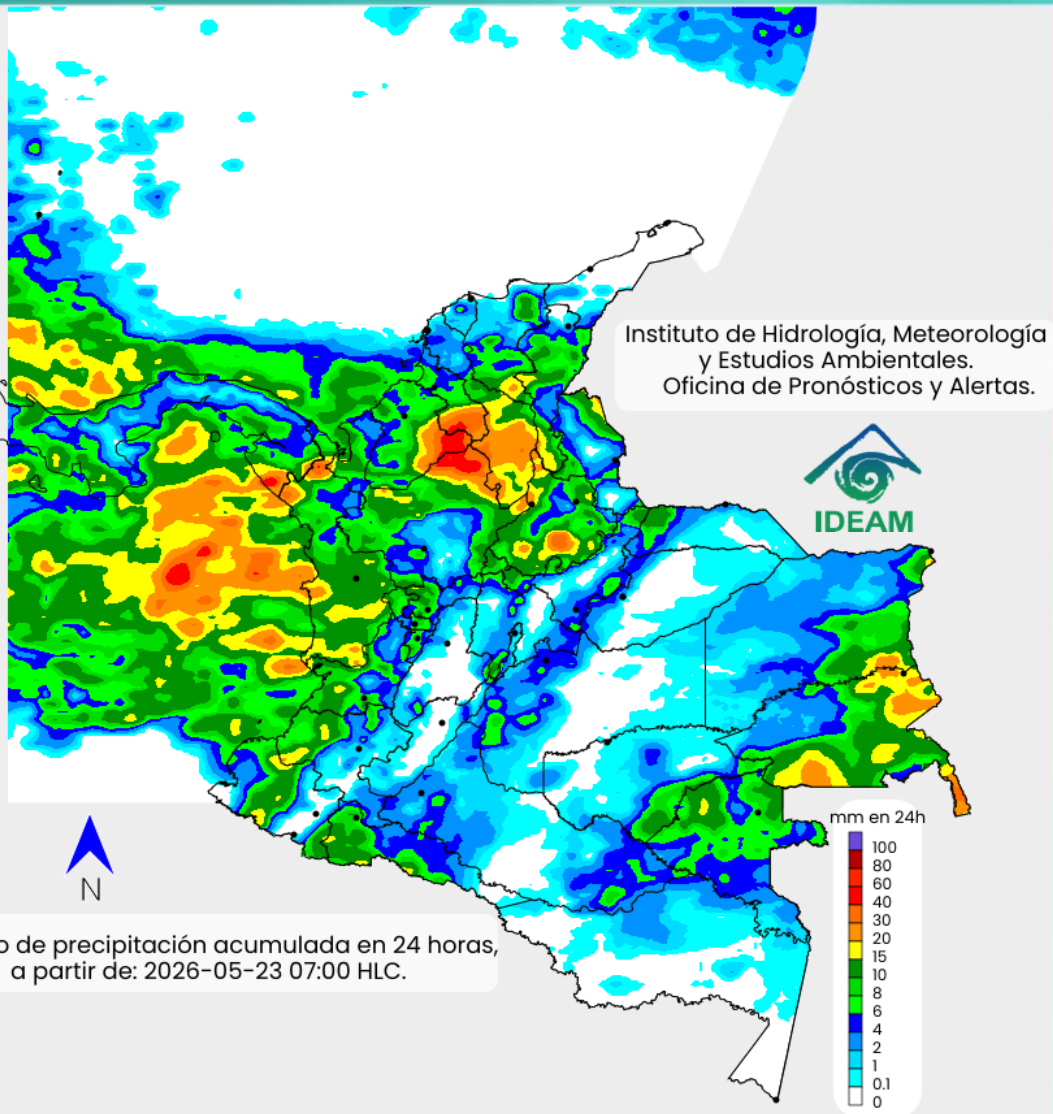 Instituto de Hidrología, Meteorología
y Estudios Ambientales.
Oficina de Pronósticos y Alertas.
IDEAM
mm en 24h
100
80
60
40
30
20
15
10
8
6
4
2
1
0.1
0
N
de precipitación acumulada en 24 horas,
a partir de: 2026-05-23 07:00 HLC.